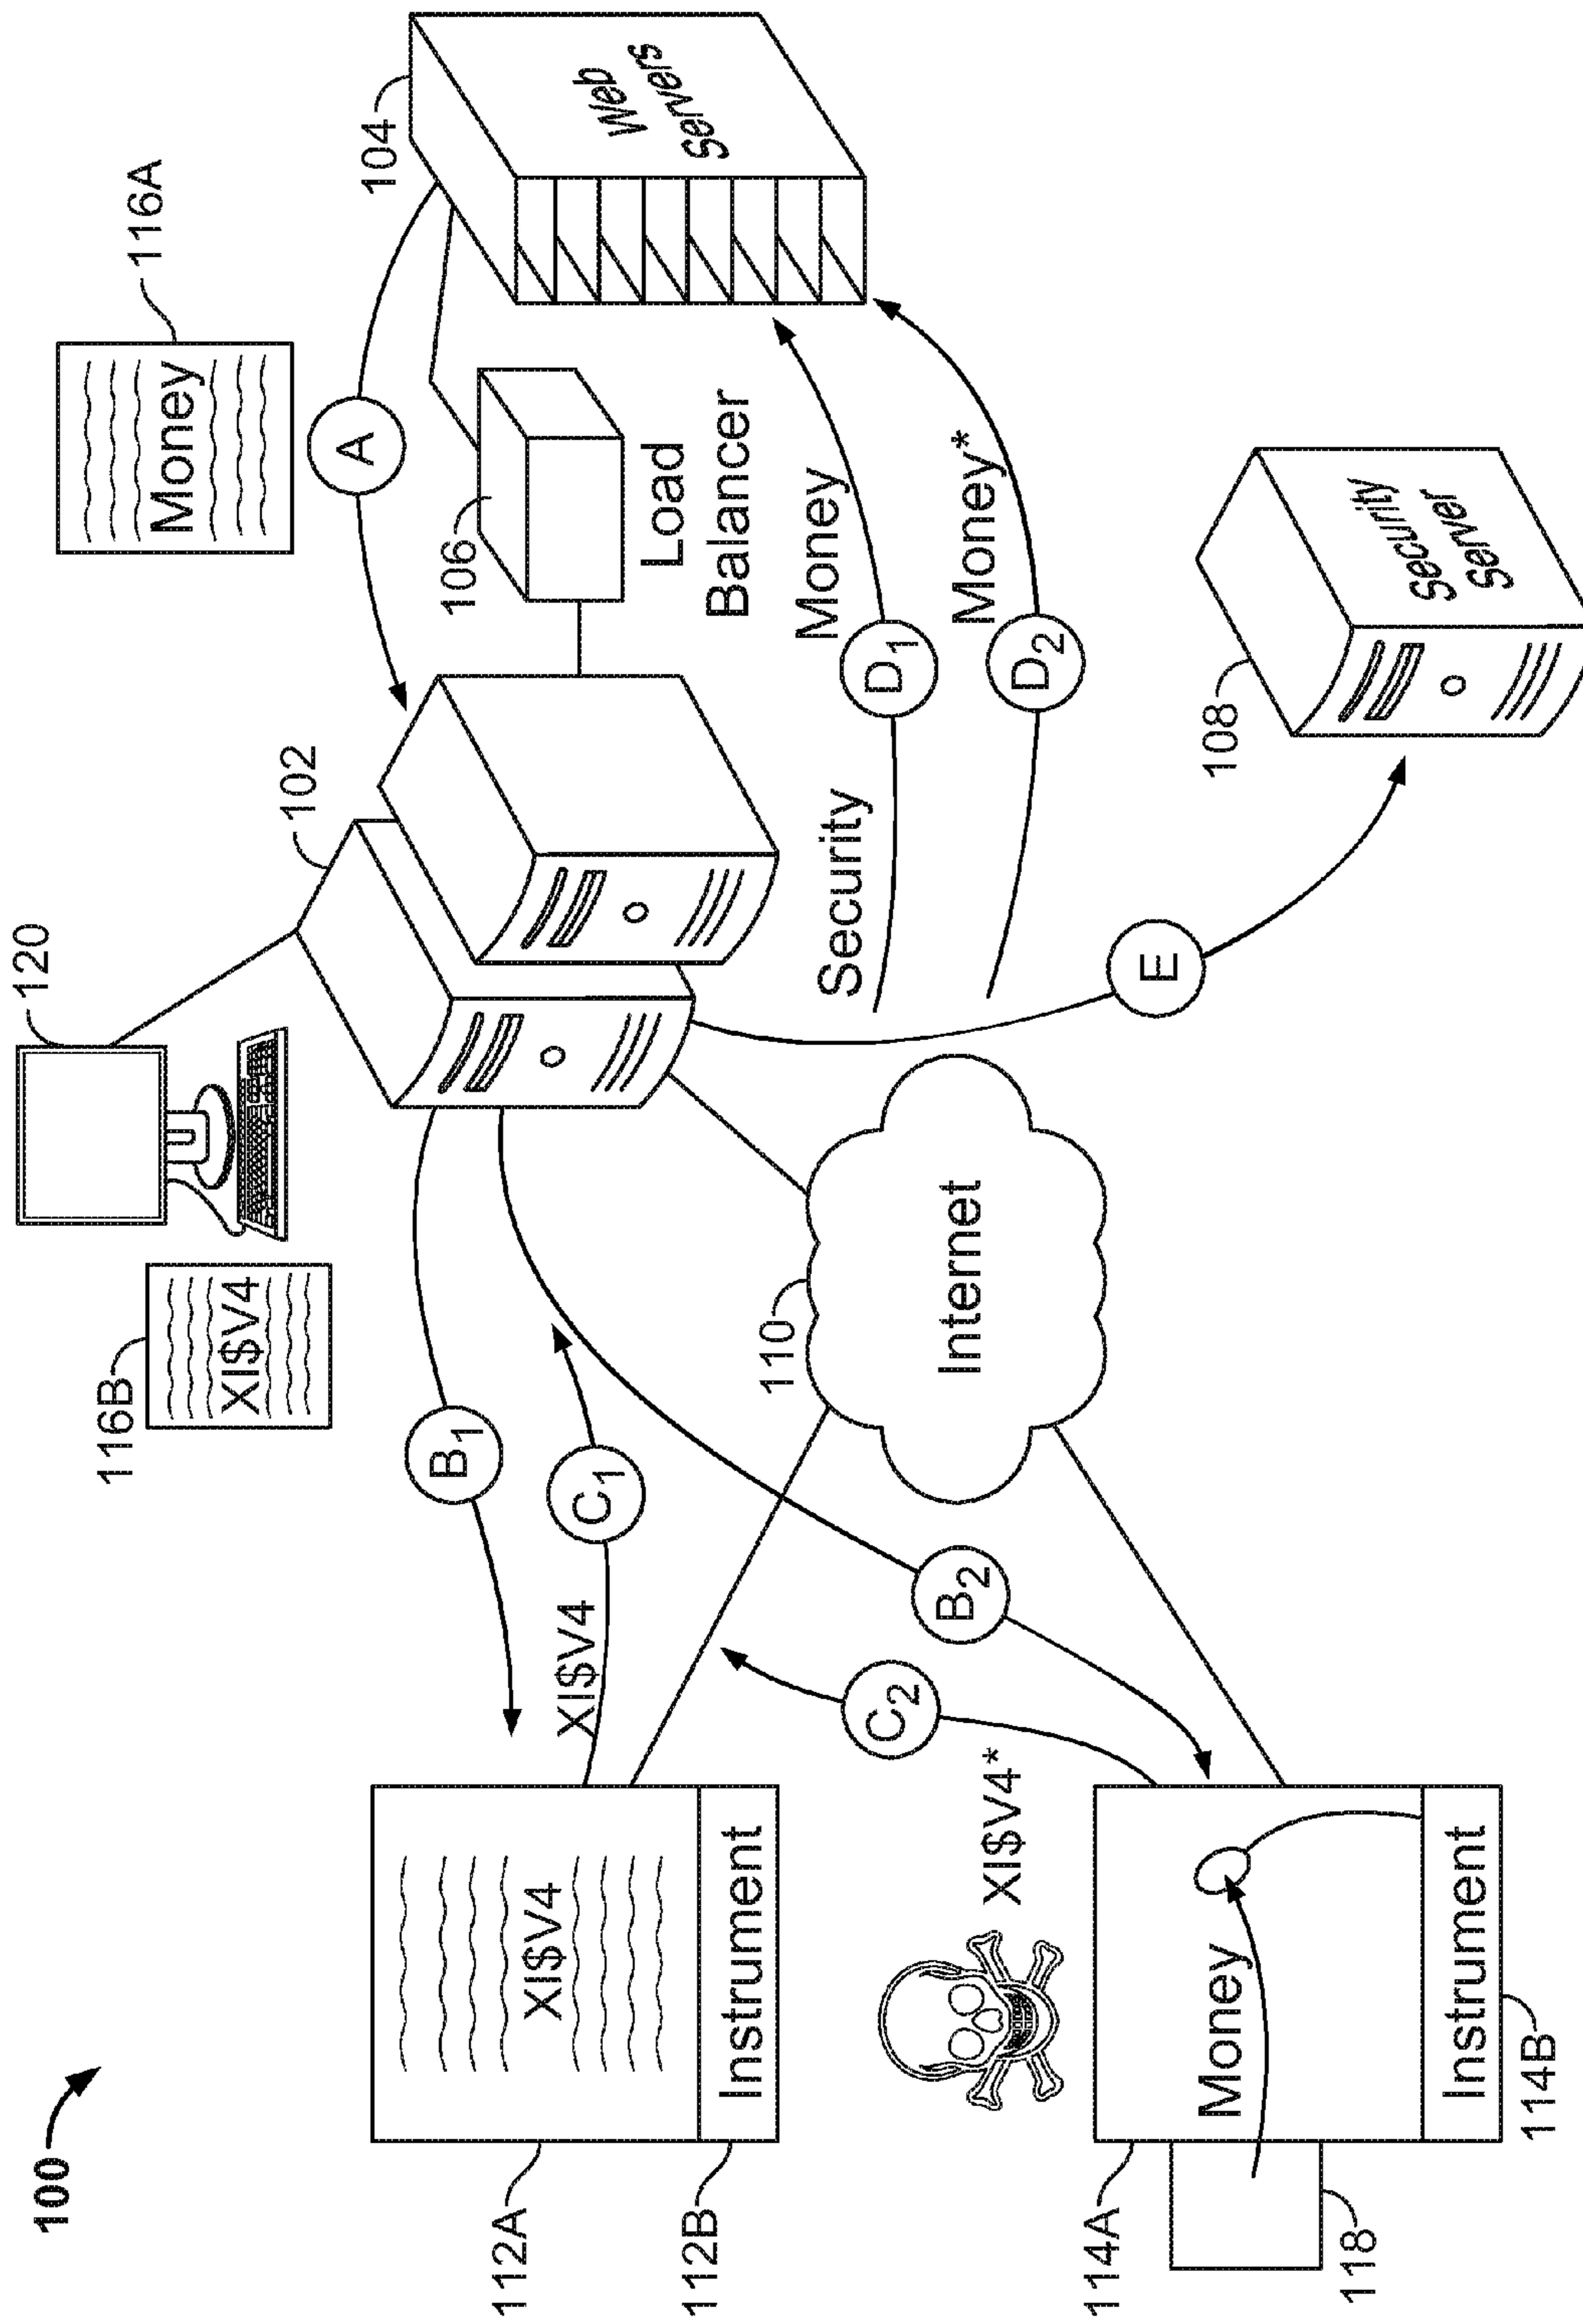 100
116A
Money
A
104
Web
Servers
106
Load
Balancer
102
120
116B
XI$V4
B1
C1
XI$V4
112A
XI$V4
112B
Instrument
Security
D1
Money
D2
Money*
E
108
Security
Server
110
Internet
B2
C2
XI$V4*
114A
Money
118
Instrument
114B